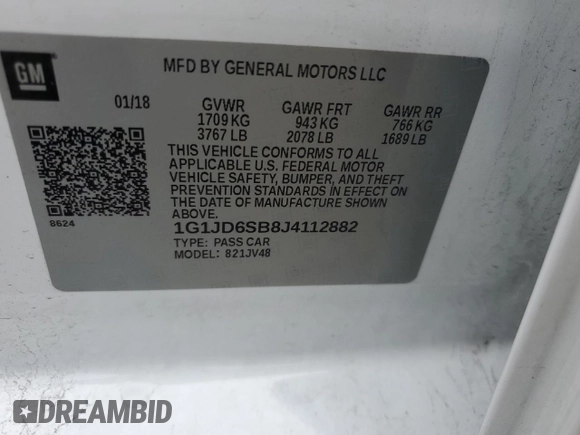 GM
MFD BY GENERAL MOTORS LLC
01/18 GVWR GAWR FRT GAWR RR
1709 KG 943 KG 766 KG
3767 LB 2078 LB 1689 LB
THIS VEHICLE CONFORMS TO ALL
APPLICABLE U.S. FEDERAL MOTOR
VEHICLE SAFETY, BUMPER, AND THEFT
PREVENTION STANDARDS IN EFFECT ON
THE DATE OF MANUFACTURE SHOWN
ABOVE.
8624
1G1JD6SB8J4112882
TYPE: PASS CAR
MODEL: 821JV48
DREAMBID